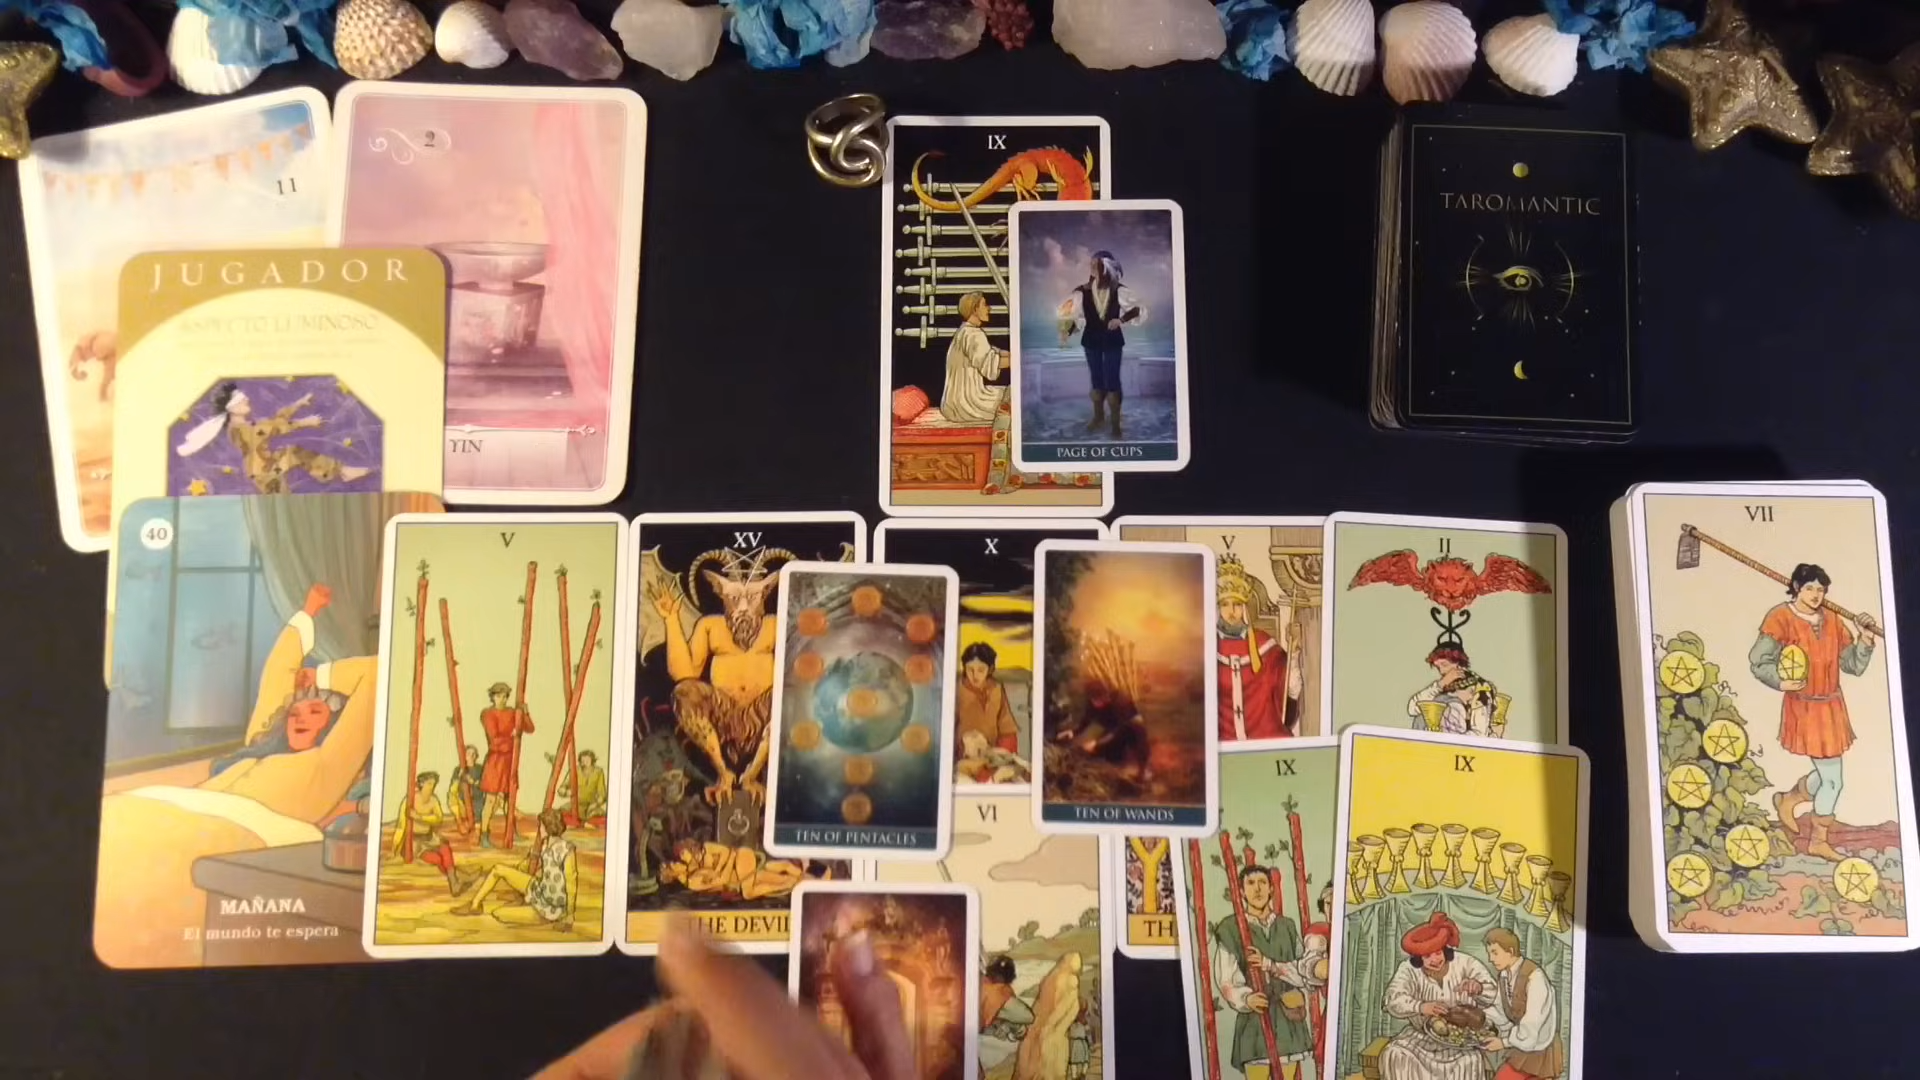 11
2
JUGADOR
ASPECTO LUMINOSO
YIN
40
MAÑANA
El mundo te espera
IX
PAGE OF CUPS
TAROMANTIC
V
XV
THE DEVIL
TEN OF PENTACLES
X
TEN OF WANDS
VI
V
TH
II
IX
IX
VII